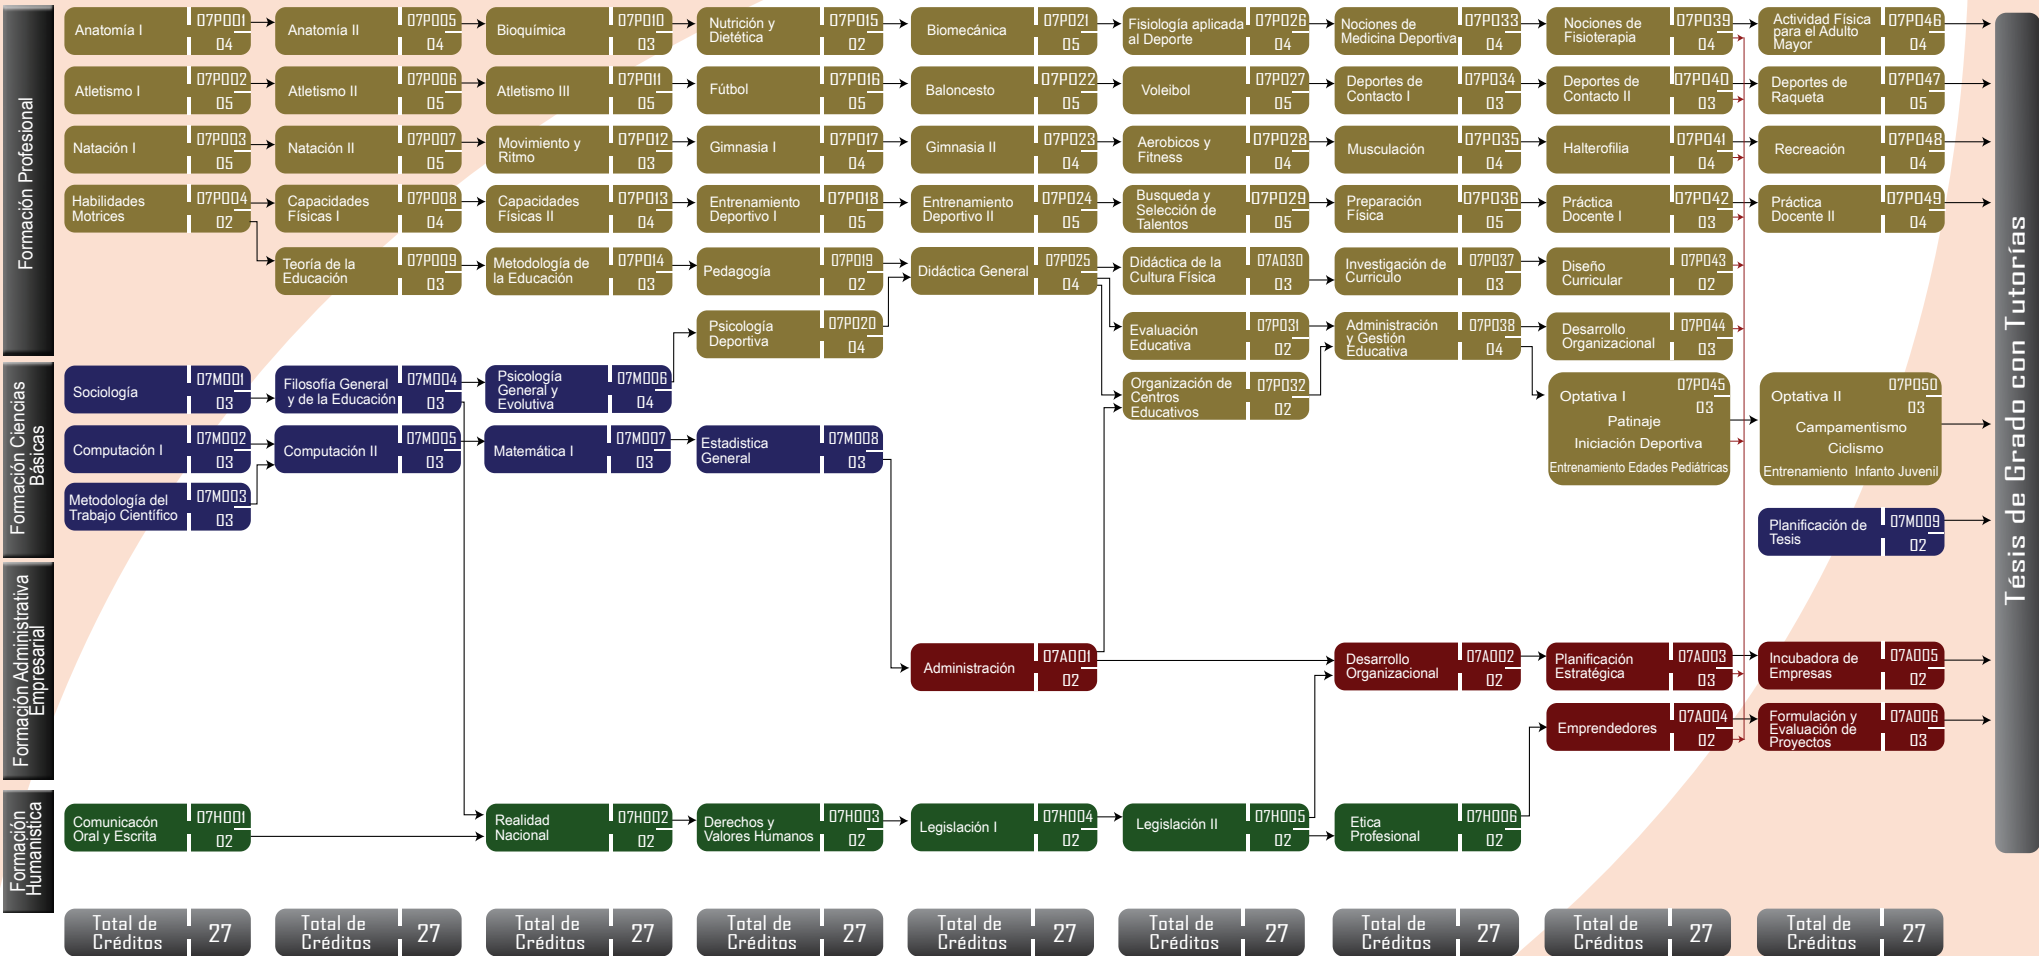 Formación Profesional
Anatomía I 07P001 04
Anatomía II 07P005 04
Bioquímica 07P010 03
Nutrición y
Dietética 07P015 02
Biomecánica 07P021 05
Fisiología aplicada
al Deporte 07P026 04
Nociones de
Medicina Deportiva 07P033 04
Nociones de
Fisioterapia 07P039 04
Actividad Física
para el Adulto
Mayor 07P046 04
Atletismo I 07P002 05
Atletismo II 07P006 05
Atletismo III 07P011 05
Fútbol 07P016 05
Baloncesto 07P022 05
Voleibol 07P027 05
Deportes de
Contacto I 07P034 03
Deportes de
Contacto II 07P040 03
Deportes de
Raqueta 07P047 05
Natación I 07P003 05
Natación II 07P007 05
Movimiento y
Ritmo 07P012 03
Gimnasia I 07P017 04
Gimnasia II 07P023 04
Aerobicos y
Fitness 07P028 04
Musculación 07P035 04
Halterofilia 07P041 04
Recreación 07P048 04
Habilidades
Motrices 07P004 02
Capacidades
Físicas I 07P008 04
Capacidades
Físicas II 07P013 04
Entrenamiento
Deportivo I 07P018 05
Entrenamiento
Deportivo II 07P024 05
Busqueda y
Selección de
Talentos 07P029 05
Preparación
Física 07P036 05
Práctica
Docente I 07P042 03
Práctica
Docente II 07P049 04
Teoría de la
Educación 07P009 03
Metodología de
la Educación 07P014 03
Pedagogía 07P019 02
Didáctica General 07P025 04
Didáctica de la
Cultura Física 07A030 03
Investigación de
Curriculo 07P037 03
Diseño
Curricular 07P043 02
Psicología
Deportiva 07P020 04
Evaluación
Educativa 07P031 02
Administración
y Gestión
Educativa 07P038 04
Desarrollo
Organizacional 07P044 03
Formación Ciencias
Básicas
Sociología 07M001 03
Filosofía General
y de la Educación 07M004 03
Psicología
General y
Evolutiva 07M006 04
Organización de
Centros
Educativos 07P032 02
Optativa I 07P045 03
Patinaje
Iniciación Deportiva
Entrenamiento Edades Pediátricas
Optativa II 07P050 03
Campamentismo
Ciclismo
Entrenamiento Infanto Juvenil
Computación I 07M002 03
Computación II 07M005 03
Matemática I 07M007 03
Estadistica
General 07M008 03
Metodología del
Trabajo Científico 07M003 03
Planificación de
Tesis 07M009 02
Formación Administrativa
Empresarial
Administración 07A001 02
Desarrollo
Organizacional 07A002 02
Planificación
Estratégica 07A003 03
Incubadora de
Empresas 07A005 02
Emprendedores 07A004 02
Formulación y
Evaluación de
Proyectos 07A006 03
Formación
Humanistica
Comunicacón
Oral y Escrita 07H001 02
Realidad
Nacional 07H002 02
Derechos y
Valores Humanos 07H003 02
Legislación I 07H004 02
Legislación II 07H005 02
Etica
Profesional 07H006 02
Total de
Créditos 27
Total de
Créditos 27
Total de
Créditos 27
Total de
Créditos 27
Total de
Créditos 27
Total de
Créditos 27
Total de
Créditos 27
Total de
Créditos 27
Total de
Créditos 27
Tésis de Grado con Tutorías